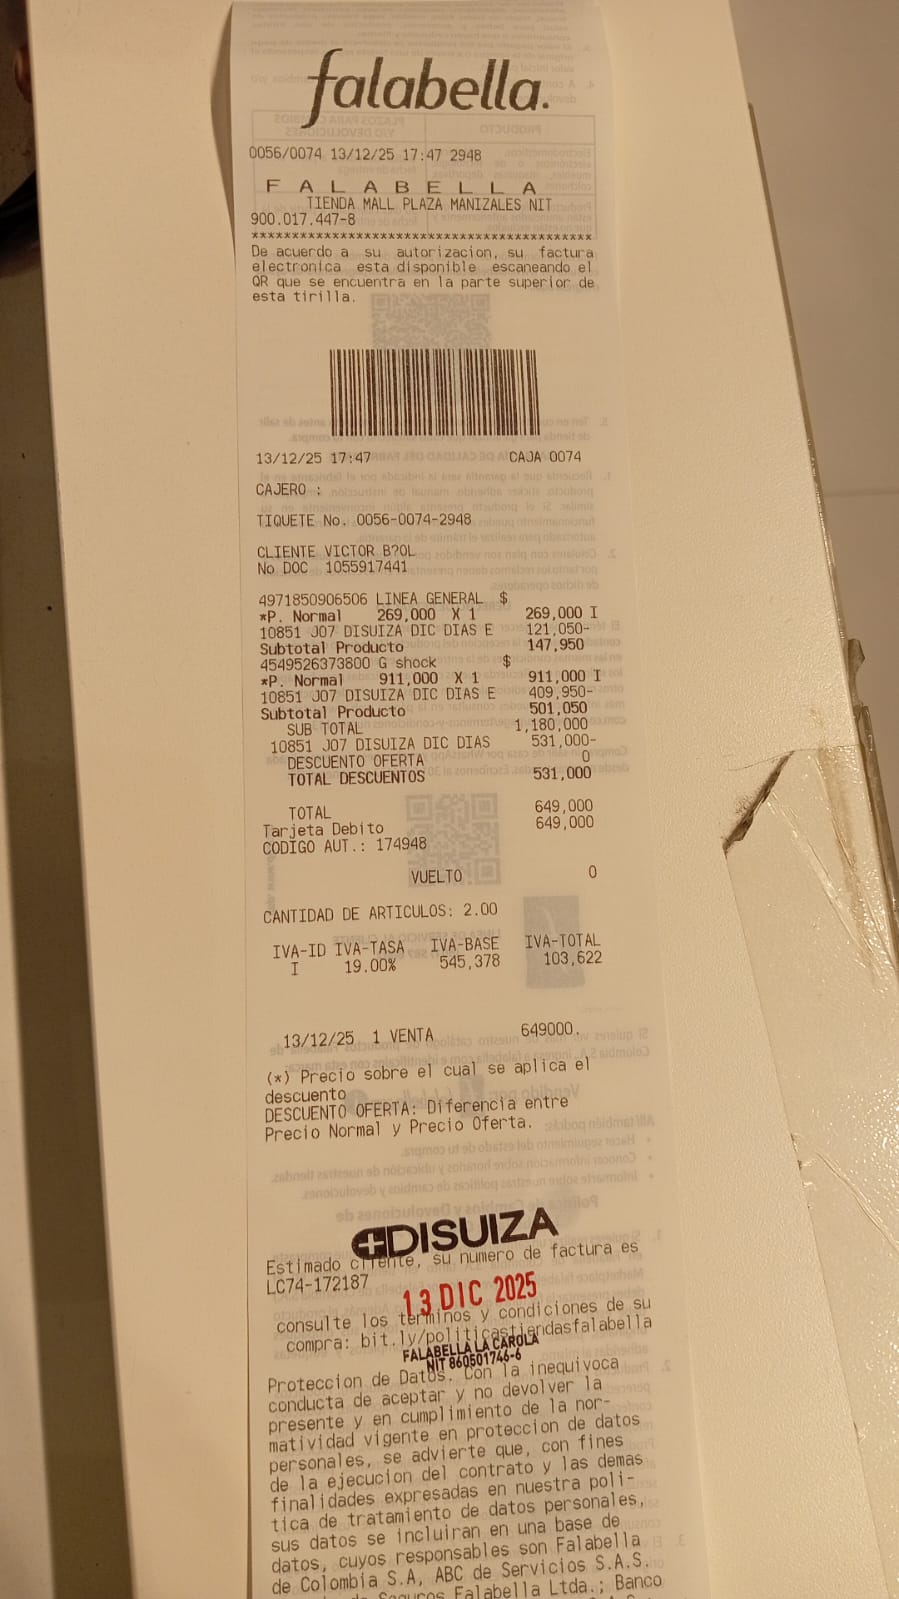 falabella.
0056/0074 13/12/25 17:47 2948
F A L A B E L L A
TIENDA MALL PLAZA MANIZALES NIT
900.017.447-8
******************************************
De acuerdo a su autorizacion, su factura
electronica esta disponible escaneando el
QR que se encuentra en la parte superior de
esta tirilla.
13/12/25 17:47 CAJA 0074
CAJERO :
TIQUETE No. 0056-0074-2948
CLIENTE VICTOR B?OL
No DOC 1055917441
4971850906506 LINEA GENERAL $
*P. Normal 269,000 X 1 269,000 I
10851 J07 DISUIZA DIC DIAS E 121,050-
Subtotal Producto 147,950
4549526373800 G shock $
*P. Normal 911,000 X 1 911,000 I
10851 J07 DISUIZA DIC DIAS E 409,950-
Subtotal Producto 501,050
SUB TOTAL 1,180,000
10851 J07 DISUIZA DIC DIAS 531,000-
DESCUENTO OFERTA 0
TOTAL DESCUENTOS 531,000
TOTAL 649,000
Tarjeta Debito 649,000
CODIGO AUT.: 174948
VUELTO 0
CANTIDAD DE ARTICULOS: 2.00
IVA-ID IVA-TASA IVA-BASE IVA-TOTAL
I 19.00% 545,378 103,622
13/12/25 1 VENTA 649000.
(*) Precio sobre el cual se aplica el
descuento
DESCUENTO OFERTA: Diferencia entre
Precio Normal y Precio Oferta.
DISUIZA
Estimado cliente, su numero de factura es
LC74-172187
13 DIC 2025
consulte los terminos y condiciones de su
compra: bit.ly/politicastiendasfalabella
FALABELLA LA CAROLA
NIT 860501746-6
Proteccion de Datos. Con la inequivoca
conducta de aceptar y no devolver la
presente y en cumplimiento de la nor-
matividad vigente en proteccion de datos
personales, se advierte que, con fines
de la ejecucion del contrato y las demas
finalidades expresadas en nuestra poli-
tica de tratamiento de datos personales,
sus datos se incluiran en una base de
datos, cuyos responsables son Falabella
de Colombia S.A, ABC de Servicios S.A.S.
de Seguros Falabella Ltda.; Banco